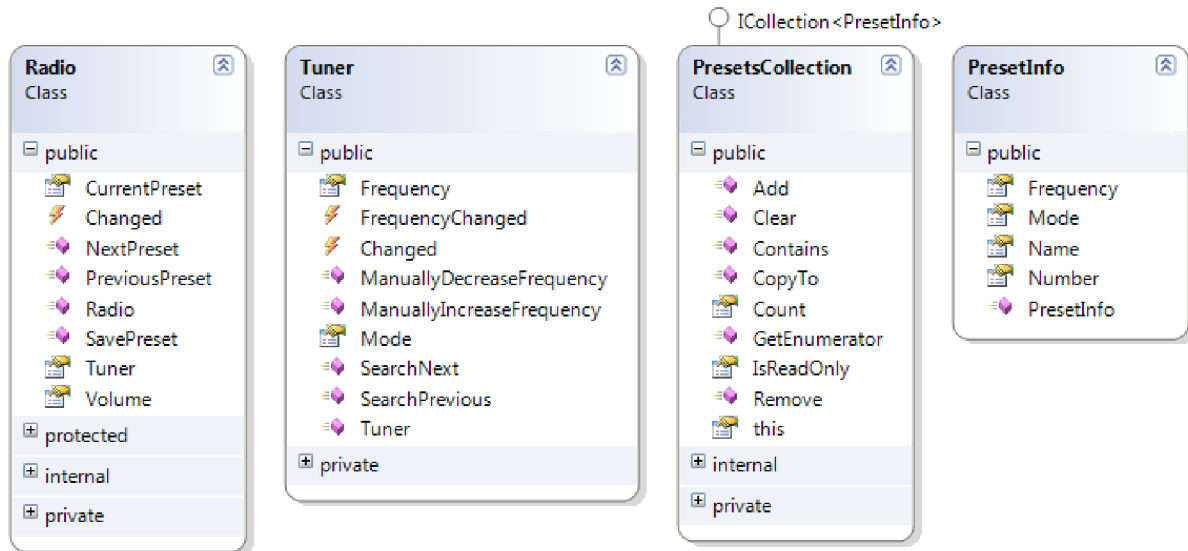 ICollection<PresetInfo>
Radio
Class
public
CurrentPreset
Changed
NextPreset
PreviousPreset
Radio
SavePreset
Tuner
Volume
protected
internal
private
Tuner
Class
public
Frequency
FrequencyChanged
Changed
ManuallyDecreaseFrequency
ManuallyIncreaseFrequency
Mode
SearchNext
SearchPrevious
Tuner
private
PresetsCollection
Class
public
Add
Clear
Contains
CopyTo
Count
GetEnumerator
IsReadOnly
Remove
this
internal
private
PresetInfo
Class
public
Frequency
Mode
Name
Number
PresetInfo